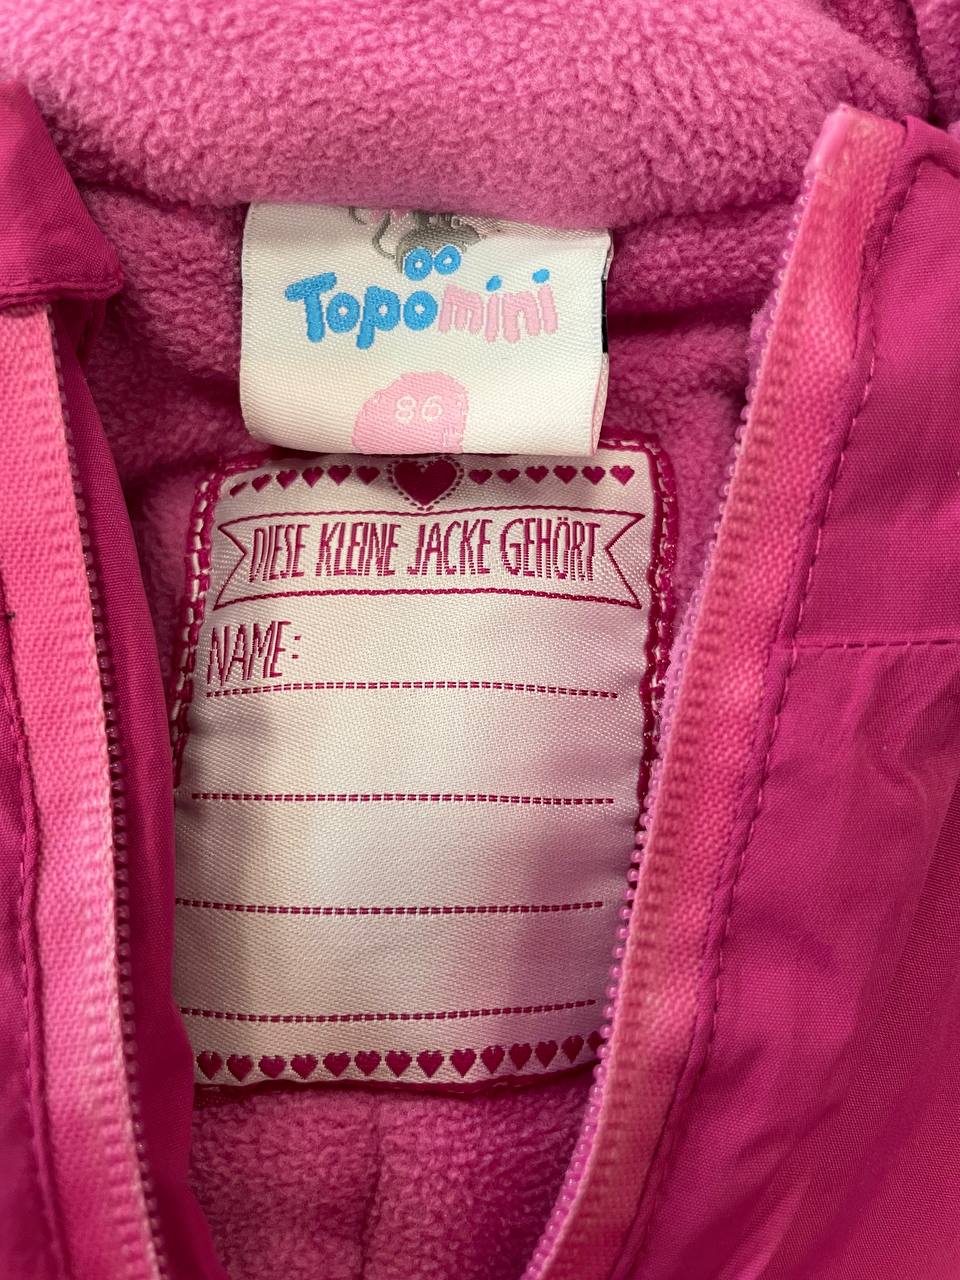 Topomini
86
DIESE KLEINE JACKE GEHÖRT
NAME: